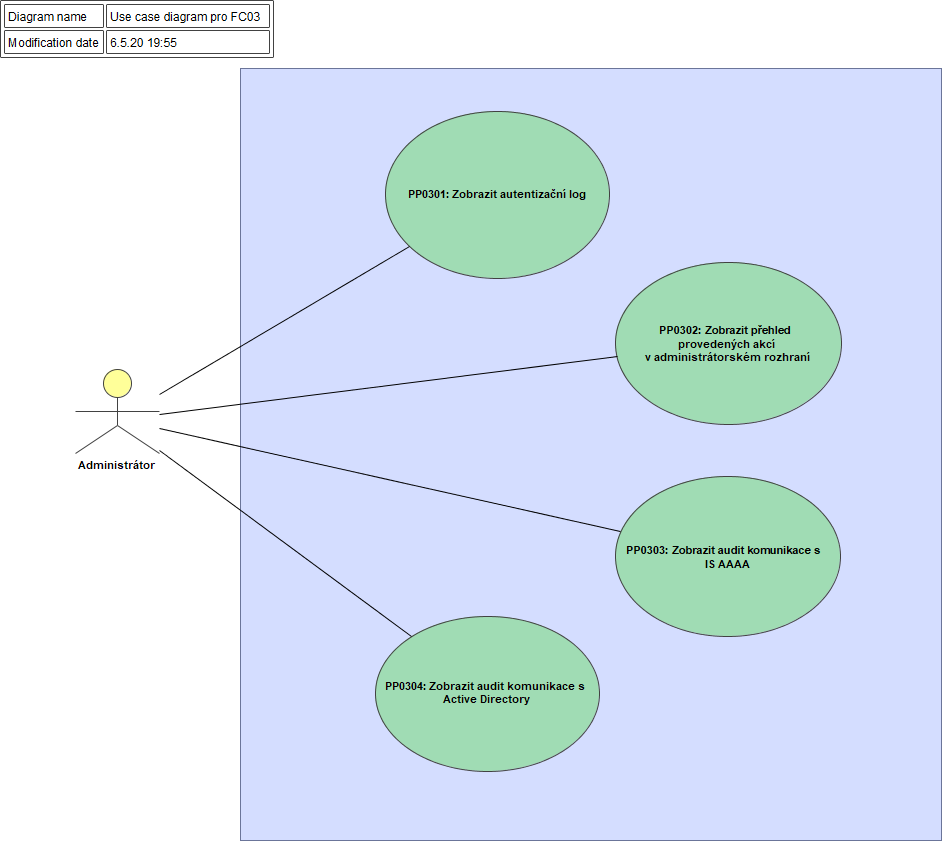 Diagram name
Use case diagram pro FC03
Modification date
6.5.20 19:55
PP0301: Zobrazit autentizační log
PP0302: Zobrazit přehled
provedených akcí
v administrátorském rozhraní
Administrátor
PP0303: Zobrazit audit komunikace s
IS AAAA
PP0304: Zobrazit audit komunikace s
Active Directory